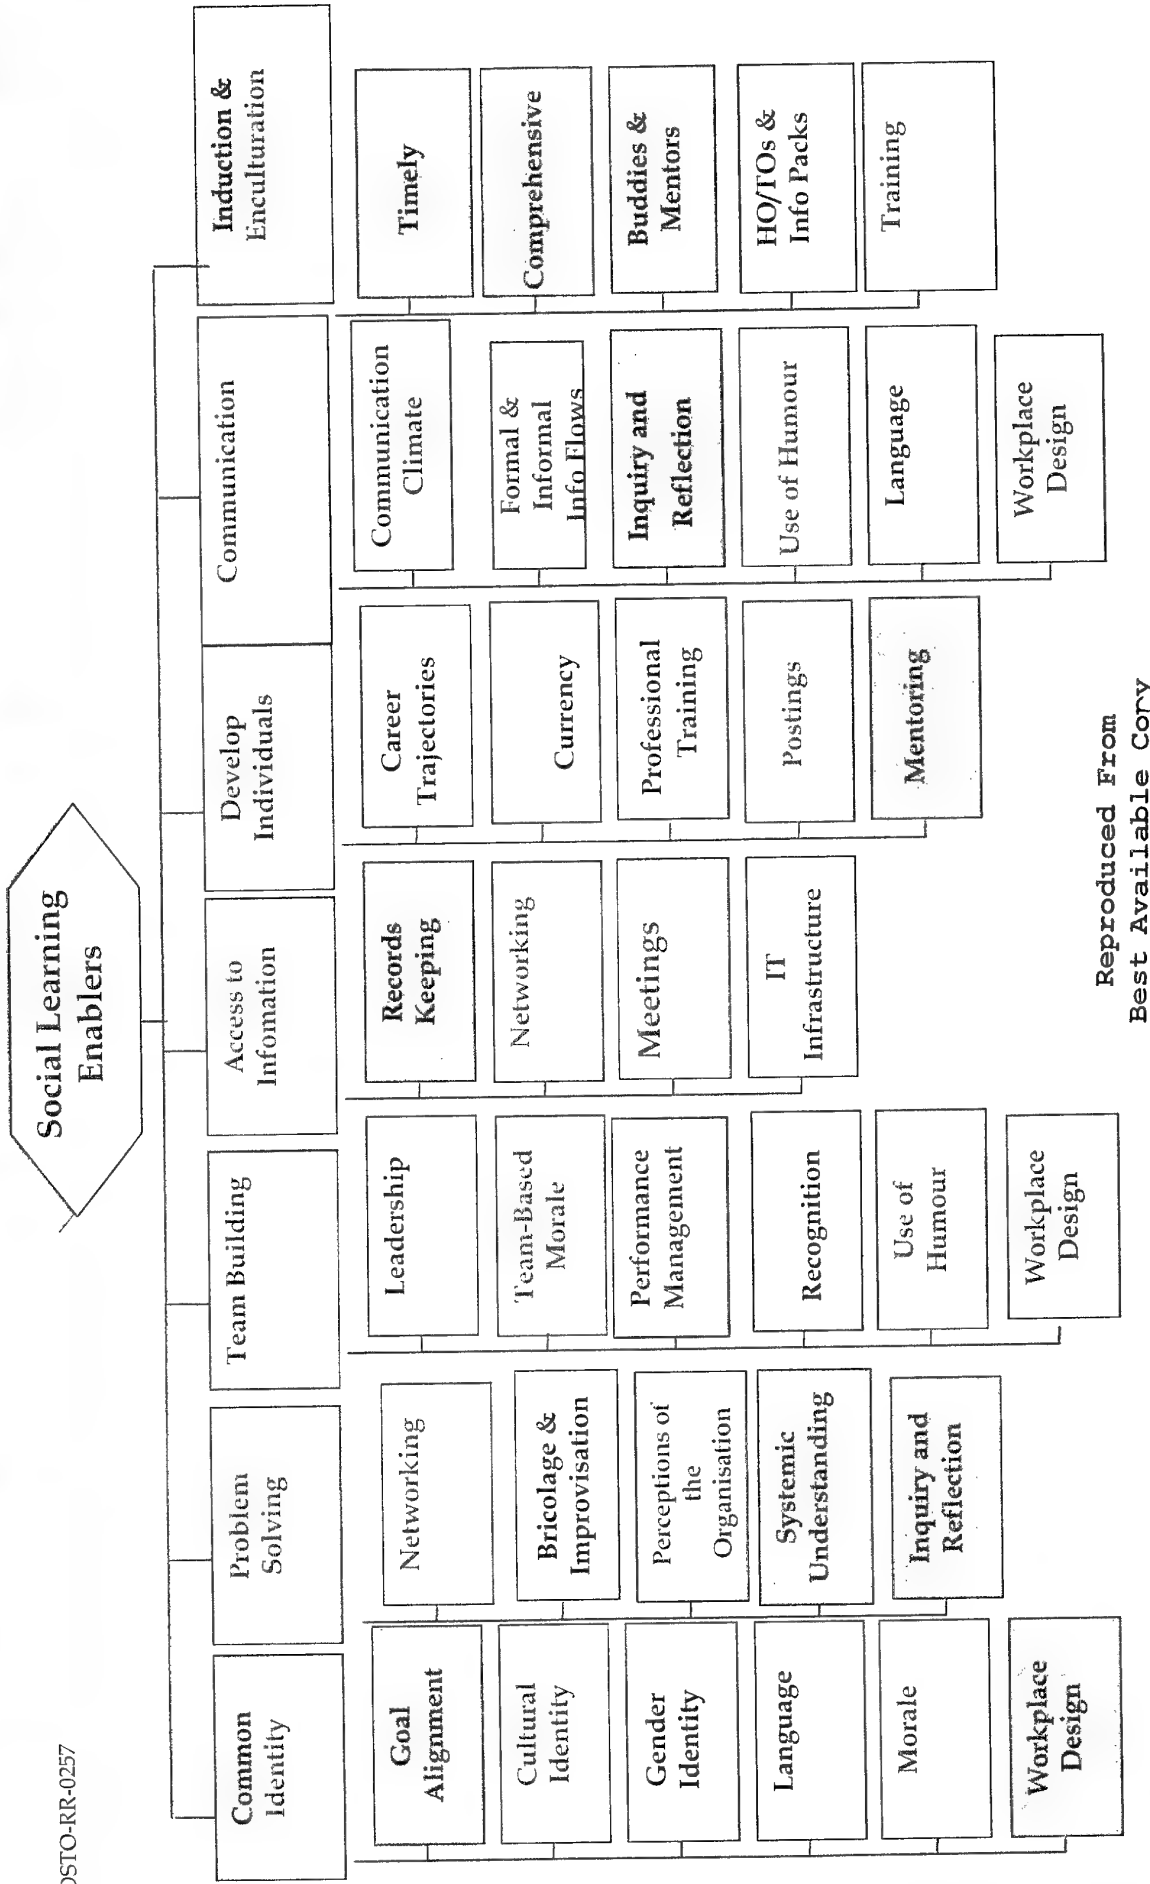 DSTO-RR-0257
Social Learning
Enablers
Common
Identity
Goal
Alignment
Cultural
Identity
Gender
Identity
Language
Morale
Workplace
Design
Problem
Solving
Networking
Bricolage &
Improvisation
Perceptions of
the
Organisation
Systemic
Understanding
Inquiry and
Reflection
Team Building
Leadership
Team-Based
Morale
Performance
Management
Recognition
Use of
Humour
Workplace
Design
Access to
Infomation
Records
Keeping
Networking
Meetings
IT
Infrastructure
Develop
Individuals
Career
Trajectories
Currency
Professional
Training
Postings
Mentoring
Communication
Communication
Climate
Formal &
Informal
Info Flows
Inquiry and
Reflection
Use of Humour
Language
Workplace
Design
Induction &
Enculturation
Timely
Comprehensive
Buddies &
Mentors
HO/TOs &
Info Packs
Training
Reproduced From
Best Available Copy